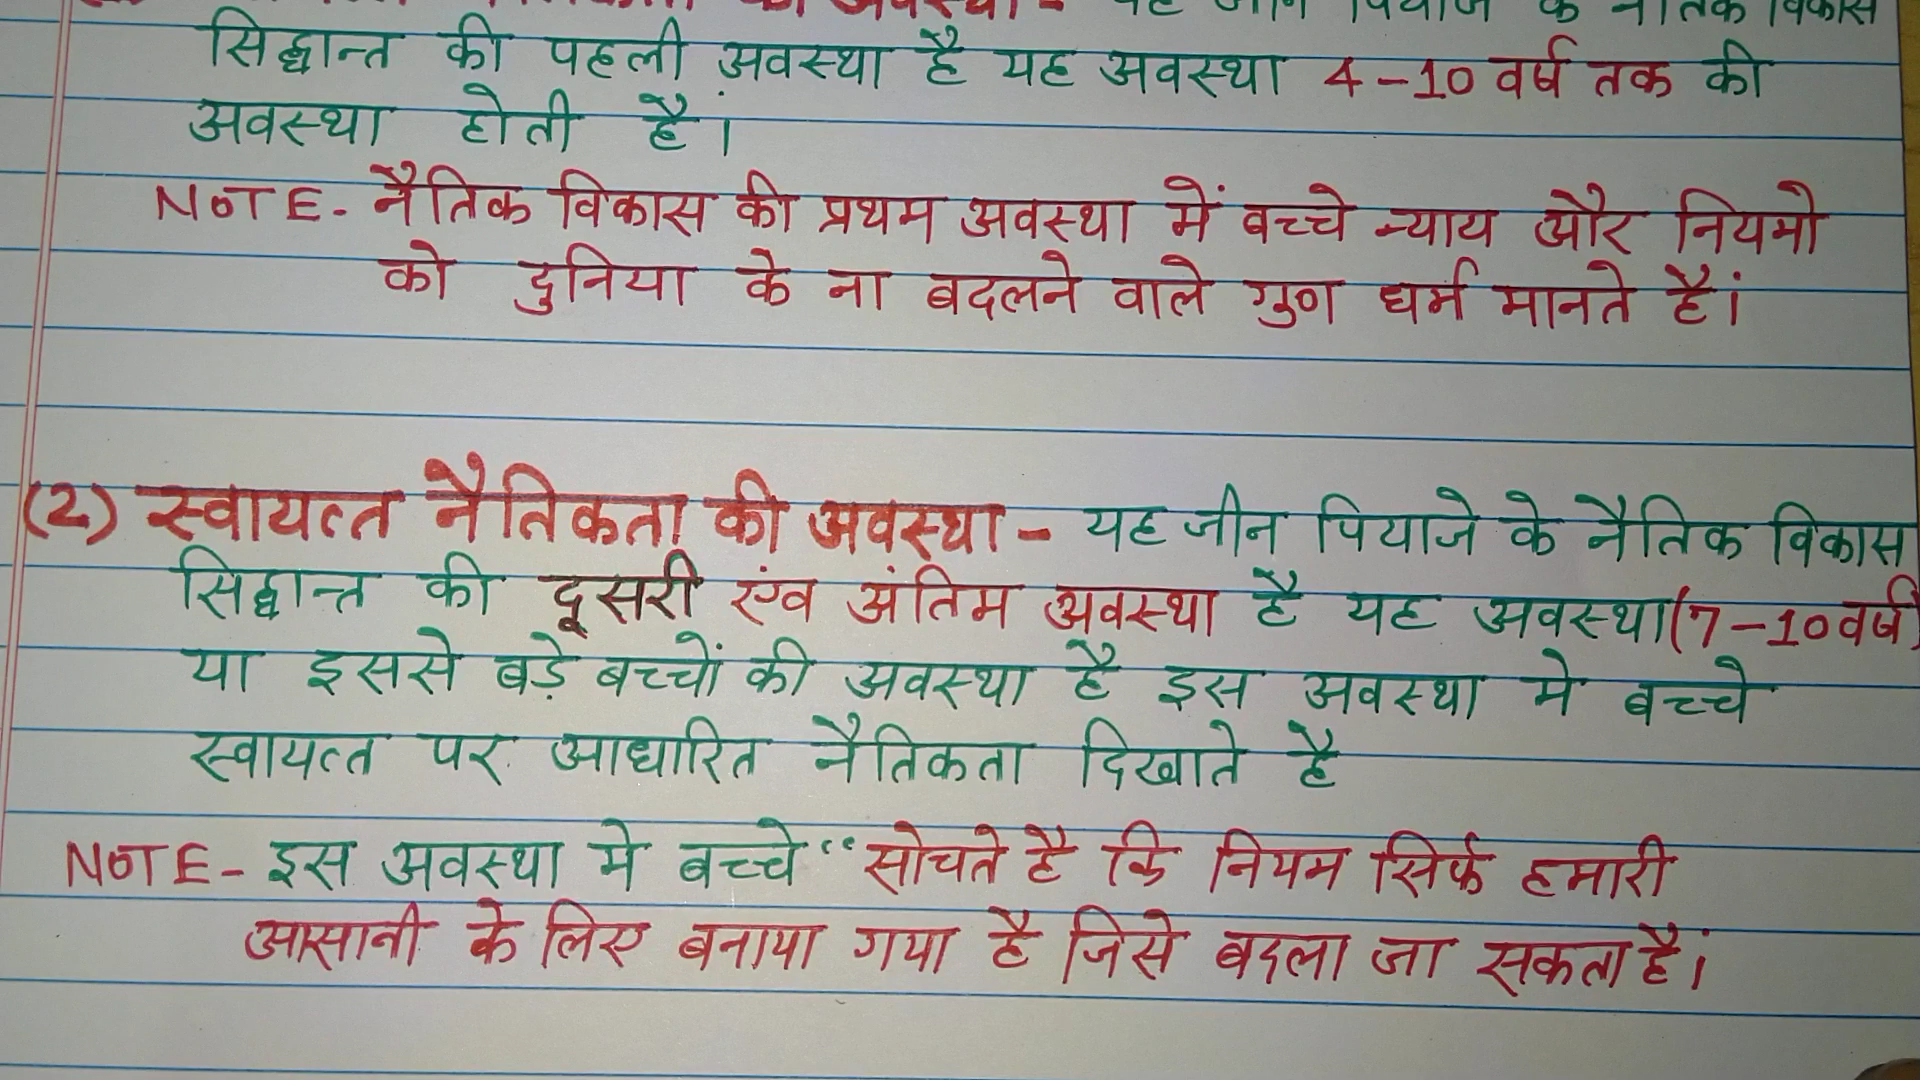 की अवस्था - यह जीन पियाजे के नैतिक विकास
सिद्धान्त की पहली अवस्था है यह अवस्था 4-10 वर्ष तक की
अवस्था होती है।
NOTE- नैतिक विकास की प्रथम अवस्था में बच्चे न्याय और नियमो
को दुनिया के ना बदलने वाले गुण धर्म मानते है।
(2) स्वायत्त नैतिकता की अवस्था - यह जीन पियाजे के नैतिक विकास
सिद्धान्त की दूसरी एंव अंतिम अवस्था है यह अवस्था(7-10 वर्ष)
या इससे बड़े बच्चों की अवस्था है इस अवस्था मे बच्चे
स्वायत्त पर आधारित नैतिकता दिखाते है
NOTE- इस अवस्था मे बच्चे “ सोचते है कि नियम सिर्फ हमारी
आसानी के लिए बनाया गया है जिसे बदला जा सकता है।